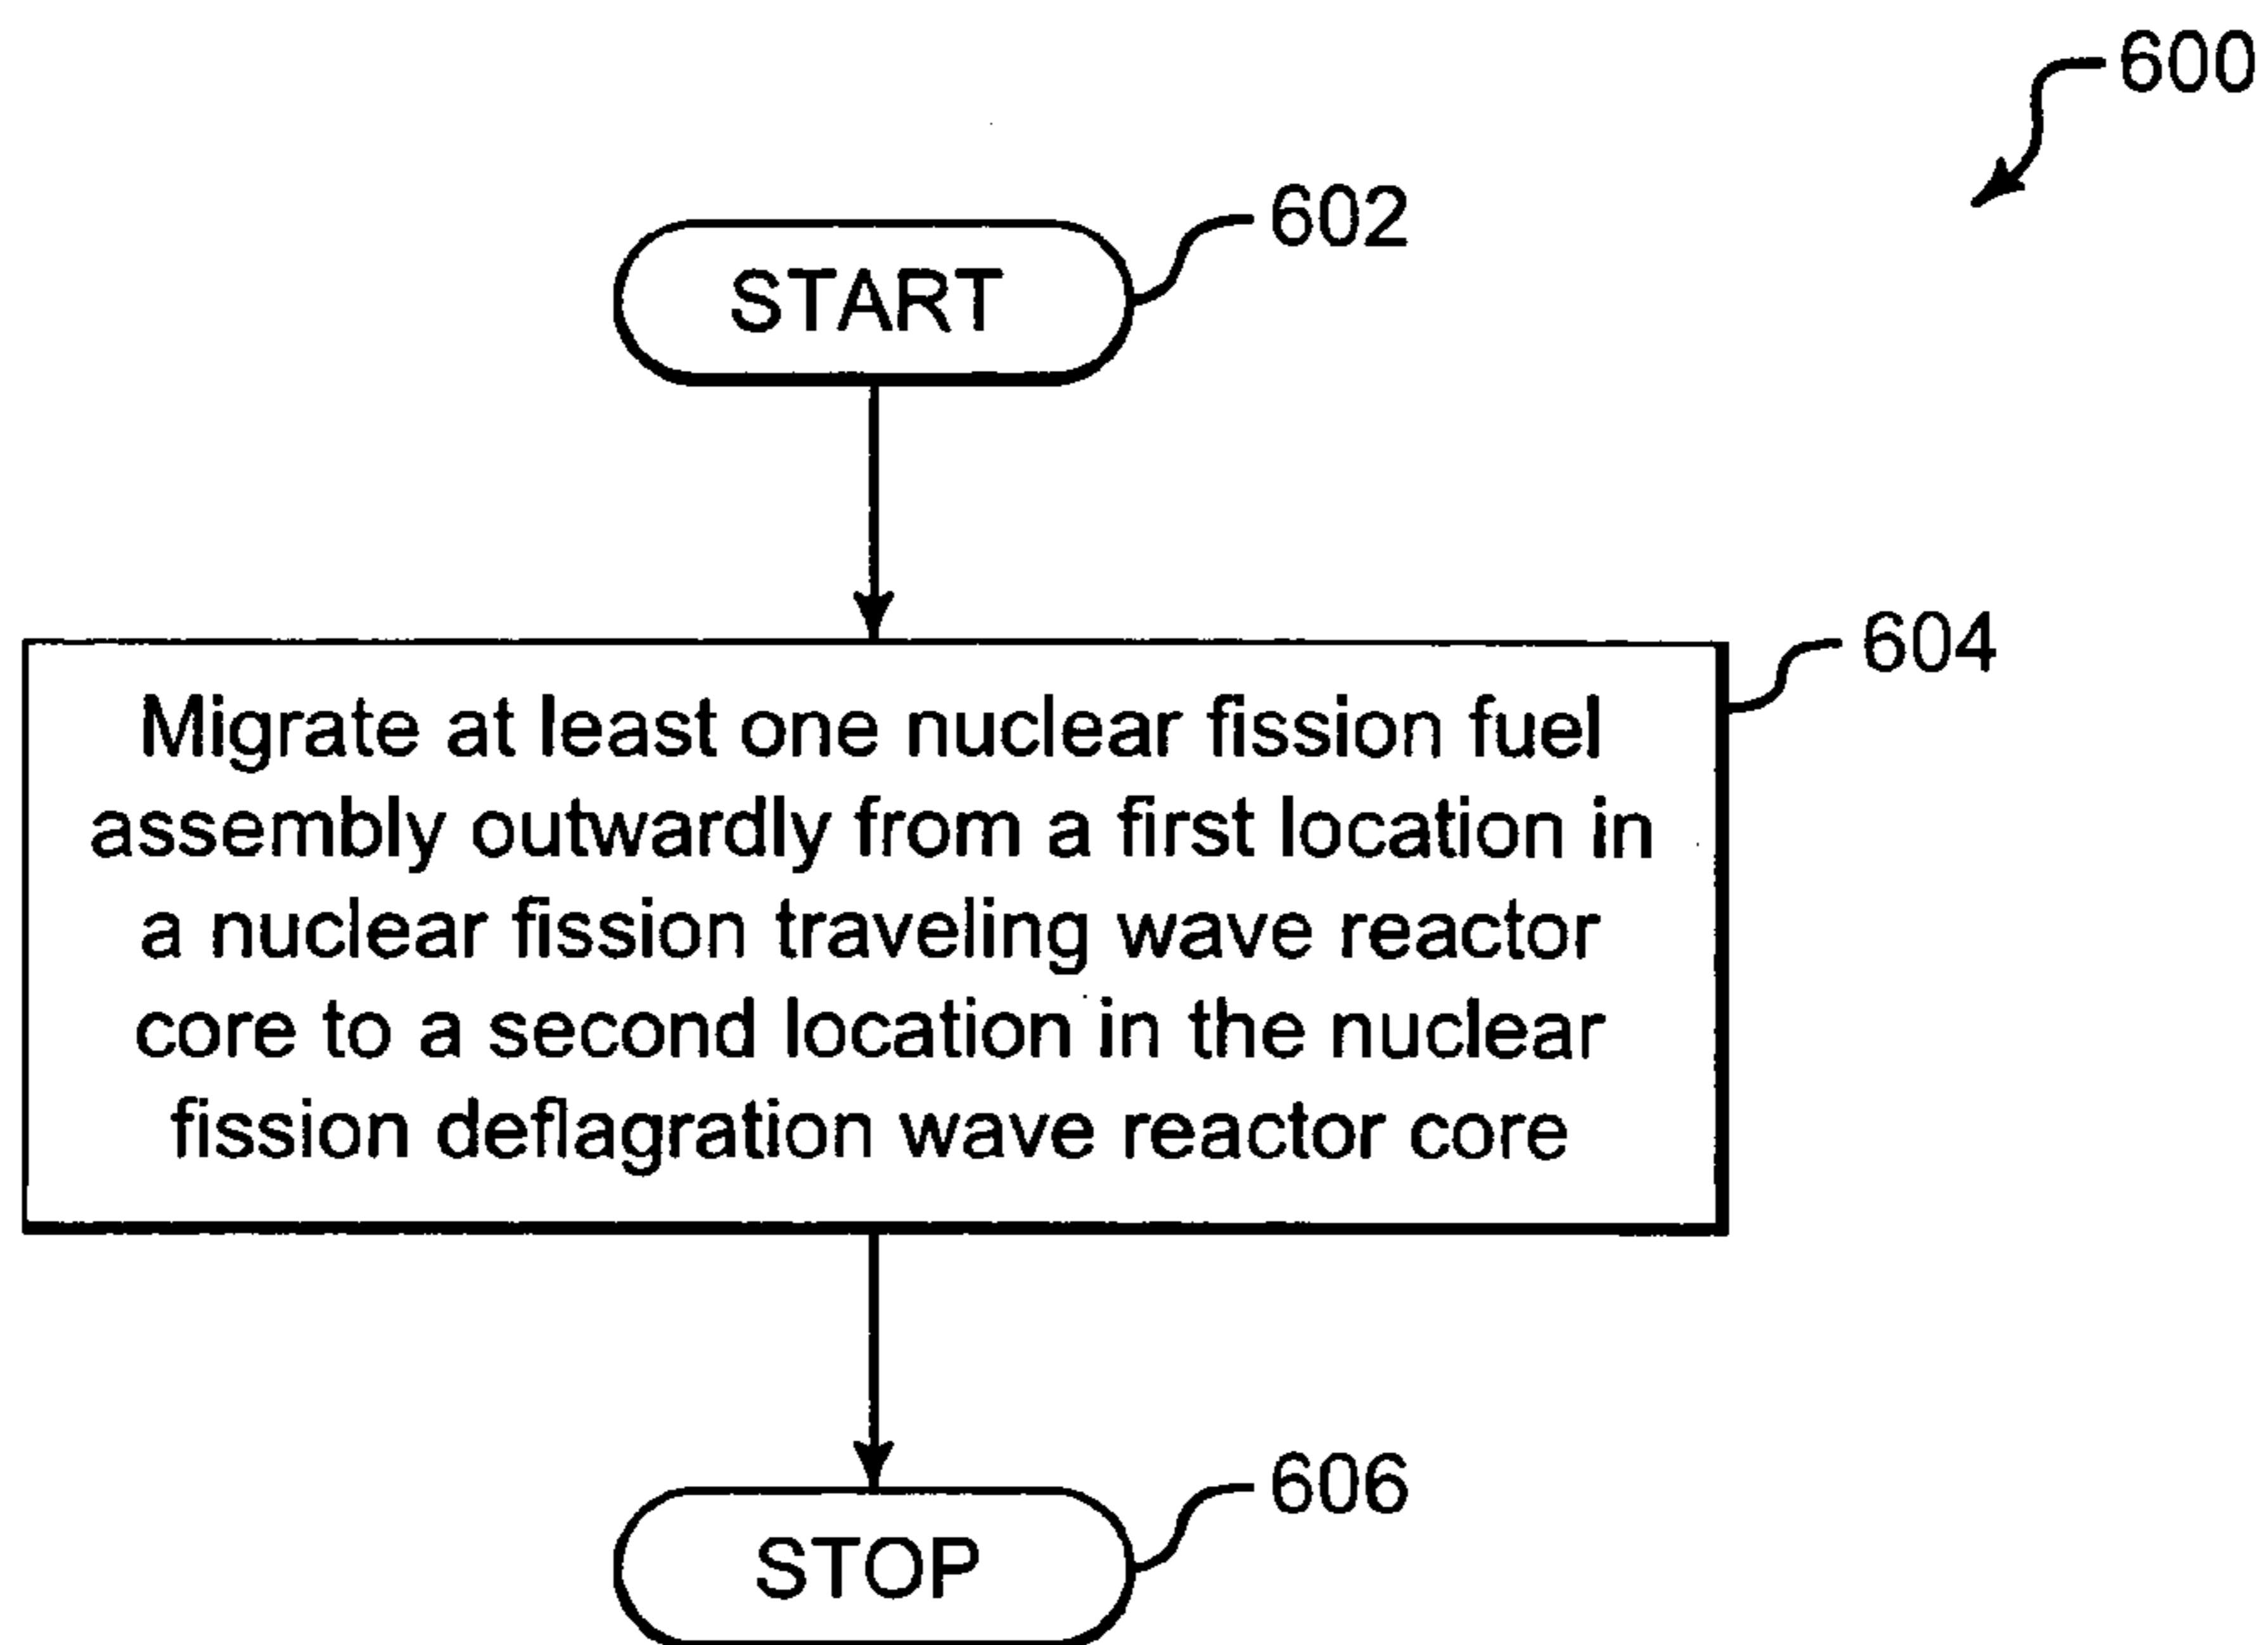 600
602
START
604
Migrate at least one nuclear fission fuel
assembly outwardly from a first location in
a nuclear fission traveling wave reactor
core to a second location in the nuclear
fission deflagration wave reactor core
606
STOP